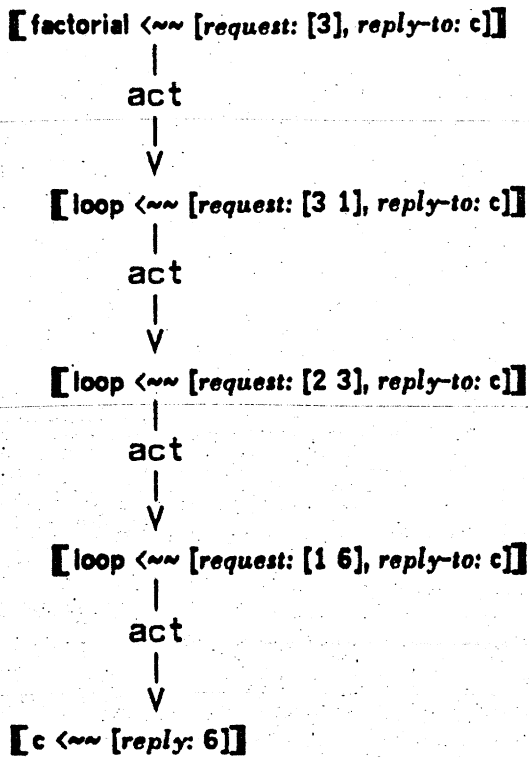 ⟦factorial <~~ [request: [3], reply-to: c]⟧
|
act
|
V
⟦loop <~~ [request: [3 1], reply-to: c]⟧
|
act
|
V
⟦loop <~~ [request: [2 3], reply-to: c]⟧
|
act
|
V
⟦loop <~~ [request: [1 6], reply-to: c]⟧
|
act
|
V
⟦c <~~ [reply: 6]⟧